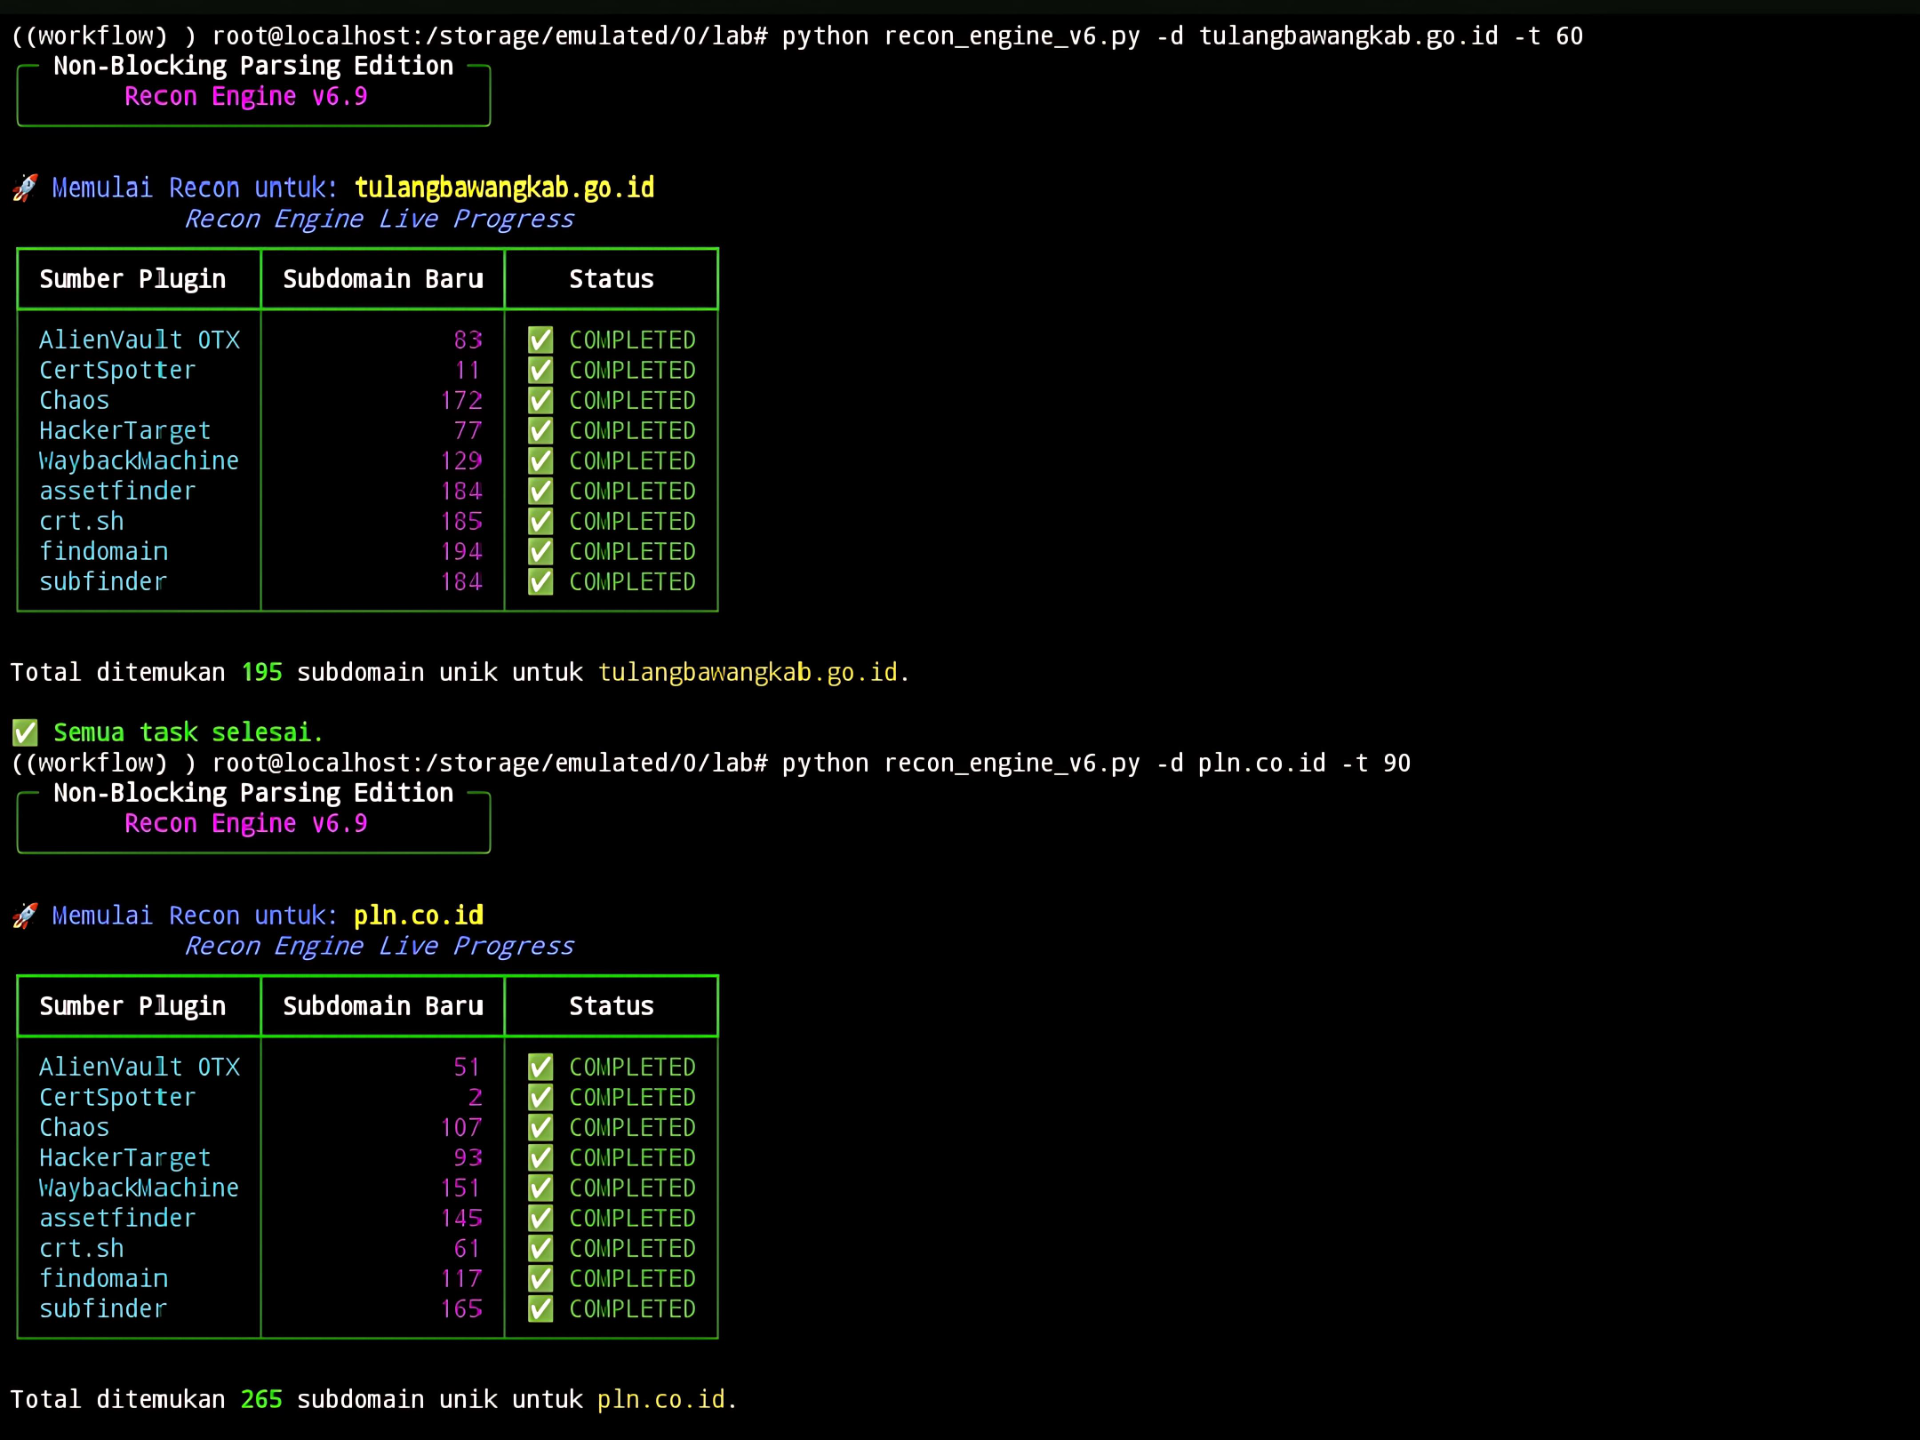 ((workflow) ) root@localhost:/storage/emulated/0/lab# python recon_engine_v6.py -d tulangbawangkab.go.id -t 60
Non-Blocking Parsing Edition
Recon Engine v6.9
🚀 Memulai Recon untuk: tulangbawangkab.go.id
Recon Engine Live Progress
Sumber Plugin Subdomain Baru Status
AlienVault OTX 83 ✅ COMPLETED
CertSpotter 11 ✅ COMPLETED
Chaos 172 ✅ COMPLETED
HackerTarget 77 ✅ COMPLETED
WaybackMachine 129 ✅ COMPLETED
assetfinder 184 ✅ COMPLETED
crt.sh 185 ✅ COMPLETED
findomain 194 ✅ COMPLETED
subfinder 184 ✅ COMPLETED
Total ditemukan 195 subdomain unik untuk tulangbawangkab.go.id.
✅ Semua task selesai.
((workflow) ) root@localhost:/storage/emulated/0/lab# python recon_engine_v6.py -d pln.co.id -t 90
Non-Blocking Parsing Edition
Recon Engine v6.9
🚀 Memulai Recon untuk: pln.co.id
Recon Engine Live Progress
Sumber Plugin Subdomain Baru Status
AlienVault OTX 51 ✅ COMPLETED
CertSpotter 2 ✅ COMPLETED
Chaos 107 ✅ COMPLETED
HackerTarget 93 ✅ COMPLETED
WaybackMachine 151 ✅ COMPLETED
assetfinder 145 ✅ COMPLETED
crt.sh 61 ✅ COMPLETED
findomain 117 ✅ COMPLETED
subfinder 165 ✅ COMPLETED
Total ditemukan 265 subdomain unik untuk pln.co.id.